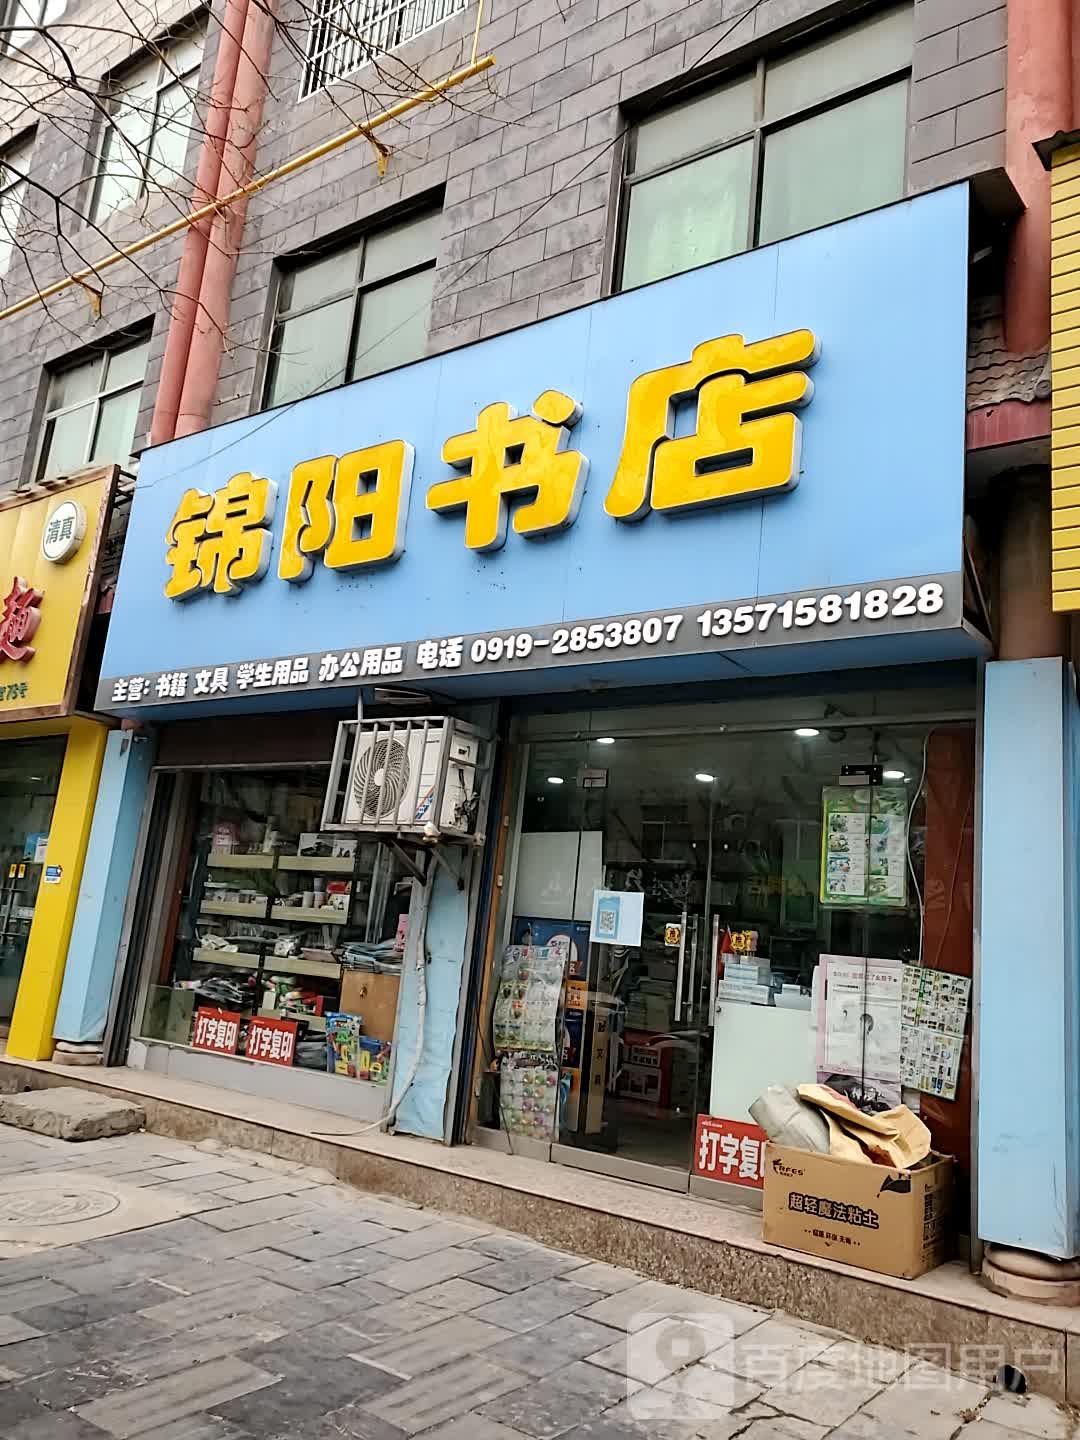 锦阳书店
主营: 书籍 文具 学生用品 办公用品 电话 0919-2853807 13571581828
清真
打字复印
打字复印
打字复印
超轻魔法粘土
百度地图用户